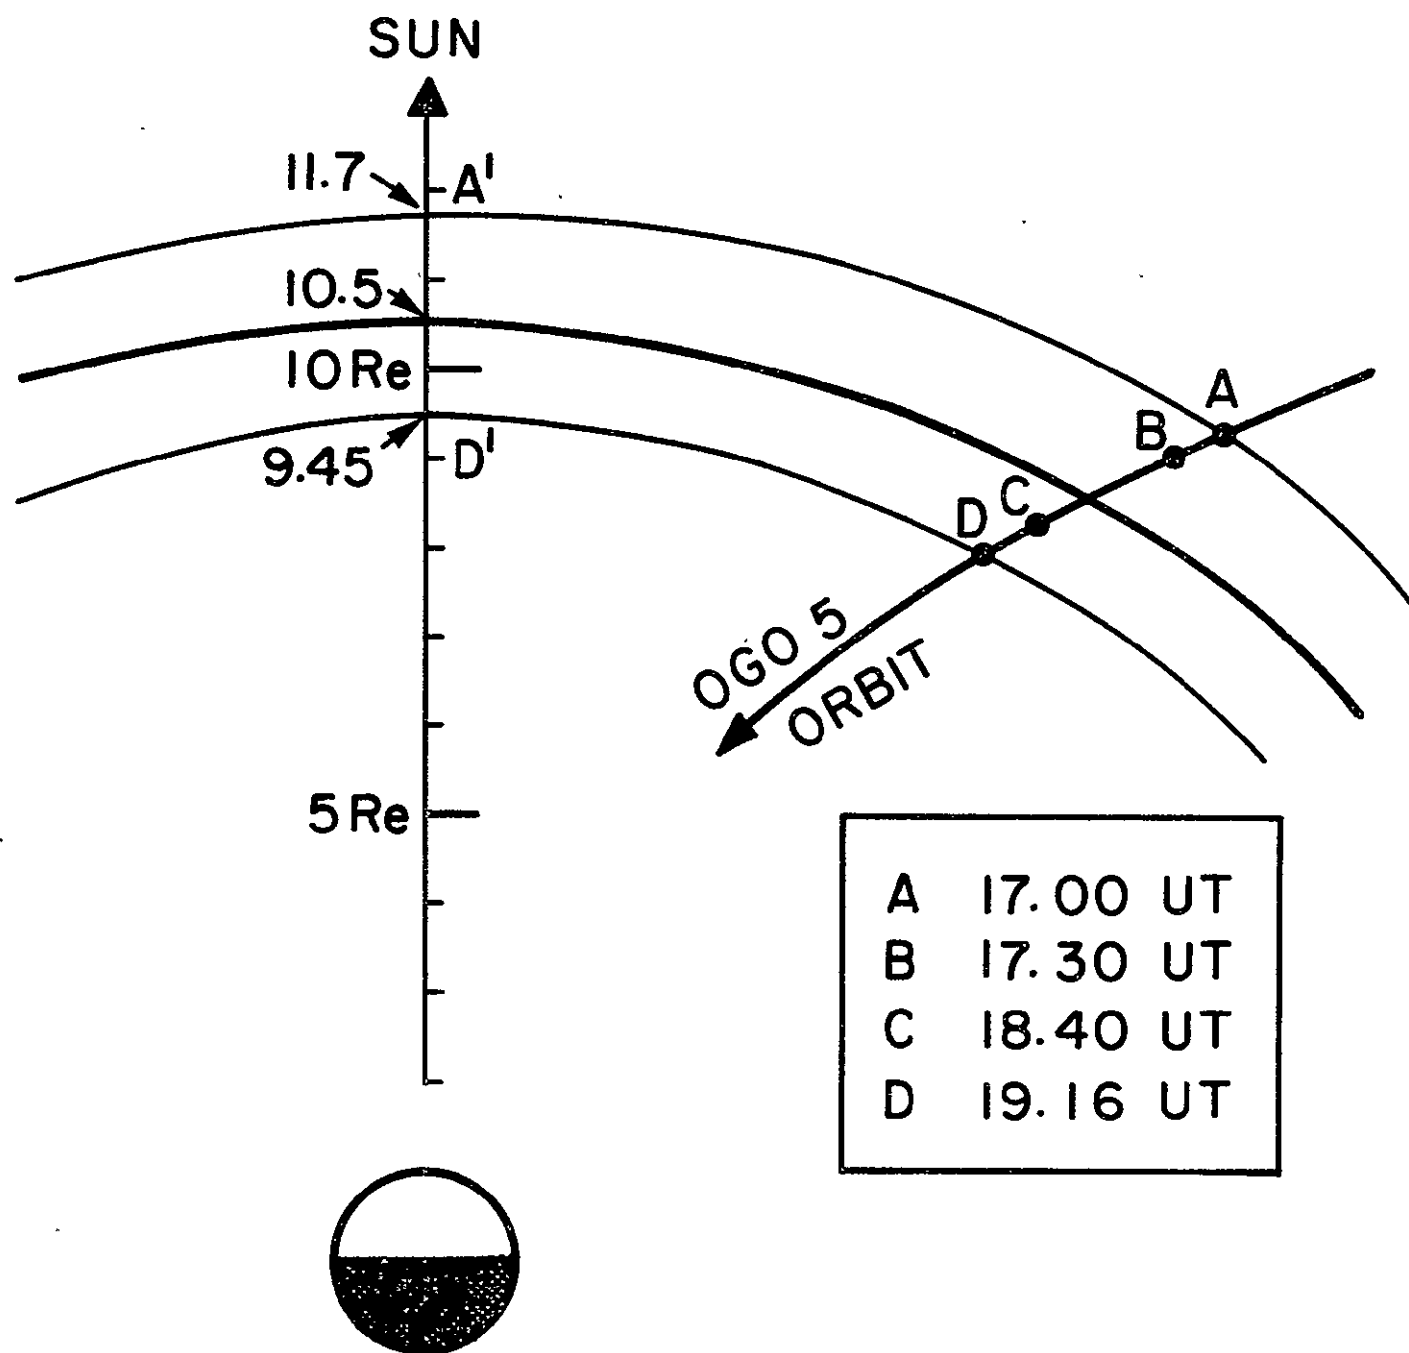 SUN
11.7
A'
10.5
10 Re
9.45
D'
A
B
C
D
OGO 5
ORBIT
5 Re
A 17.00 UT
B 17.30 UT
C 18.40 UT
D 19.16 UT